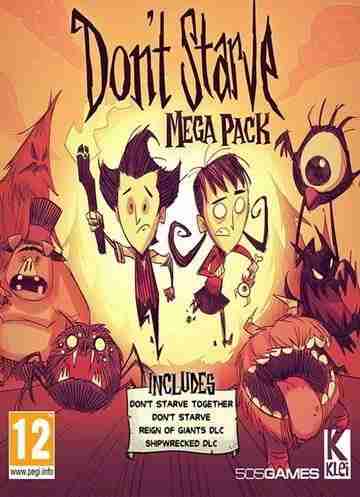 Don't Starve
MEGA PACK
INCLUDES
DON'T STARVE TOGETHER
DON'T STARVE
REIGN OF GIANTS DLC
SHIPWRECKED DLC
12
www.pegi.info
505GAMES
Klei